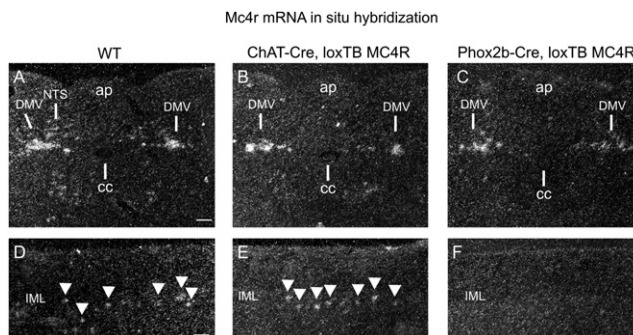 Mc4r mRNA in situ hybridization
WT
ChAT-Cre, loxTB MC4R
Phox2b-Cre, loxTB MC4R
A
ap
NTS
DMV
DMV
cc
B
ap
DMV
DMV
cc
C
ap
DMV
DMV
cc
D
IML
E
IML
F
IML